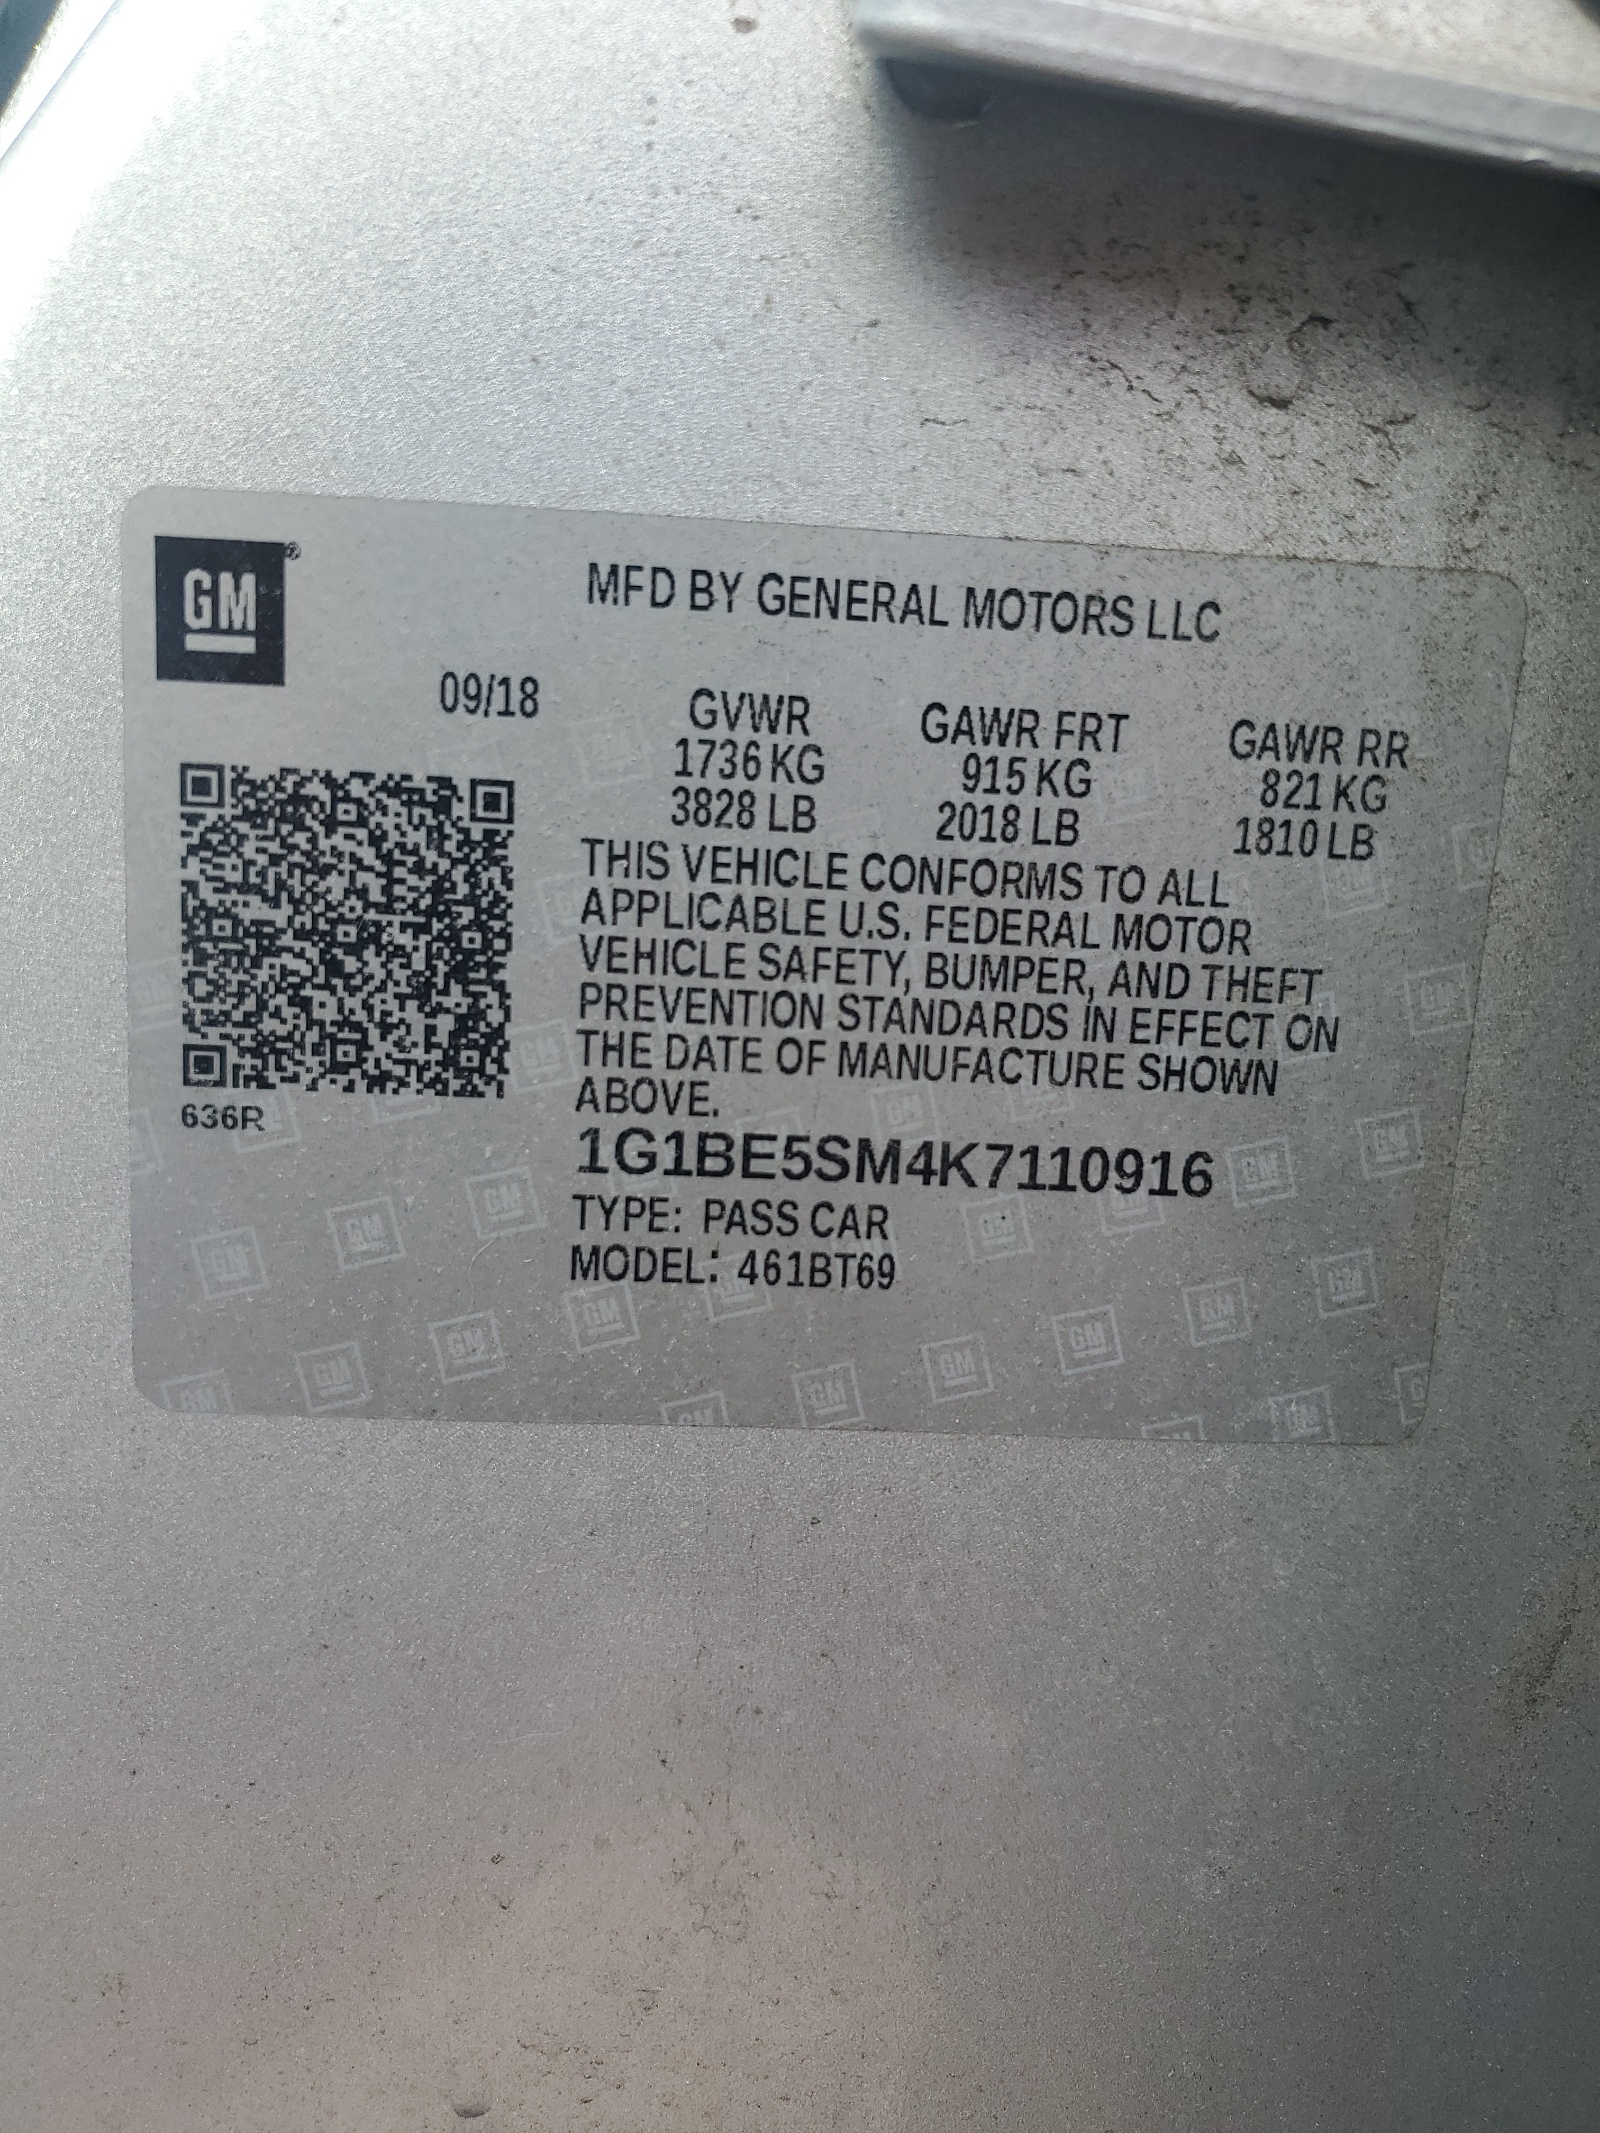 GM®
MFD BY GENERAL MOTORS LLC
09/18
GVWR GAWR FRT GAWR RR
1736 KG 915 KG 821 KG
3828 LB 2018 LB 1810 LB
THIS VEHICLE CONFORMS TO ALL
APPLICABLE U.S. FEDERAL MOTOR
VEHICLE SAFETY, BUMPER, AND THEFT
PREVENTION STANDARDS IN EFFECT ON
THE DATE OF MANUFACTURE SHOWN
ABOVE.
636R
1G1BE5SM4K7110916
TYPE: PASS CAR
MODEL: 461BT69